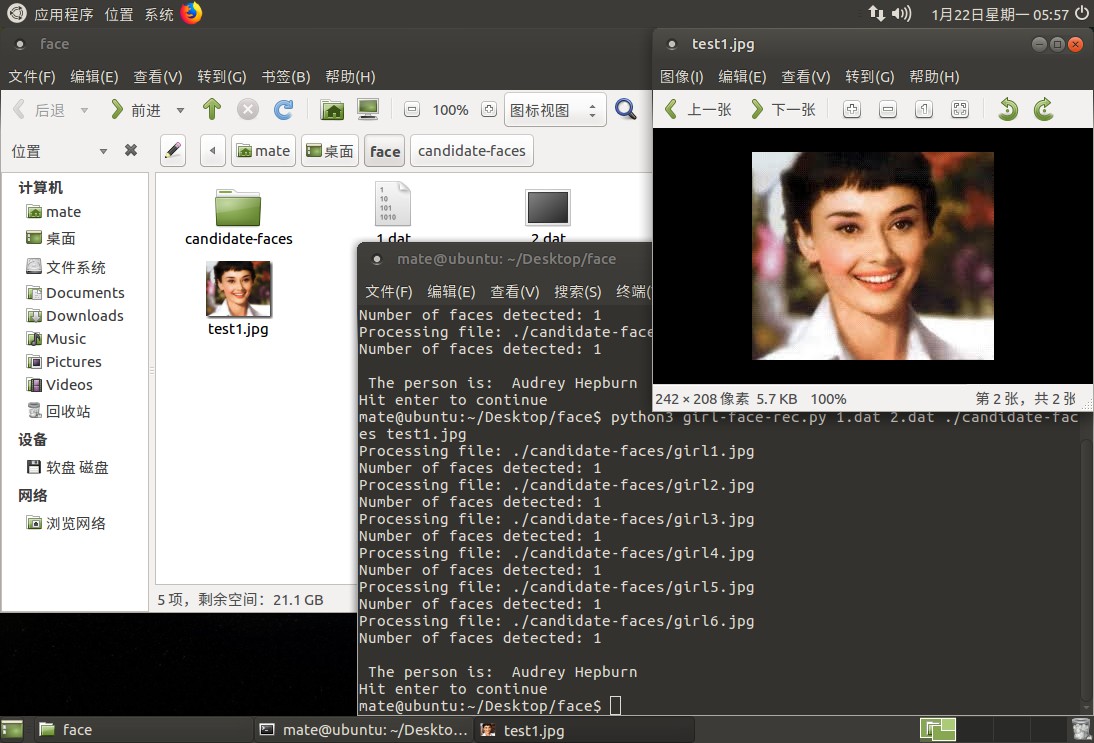 应用程序 位置 系统
1月22日星期一 05:57
face
文件(F) 编辑(E) 查看(V) 转到(G) 书签(B) 帮助(H)
后退 前进 100% 图标视图
位置 mate 桌面 face candidate-faces
计算机
mate
桌面
文件系统
Documents
Downloads
Music
Pictures
Videos
回收站
设备
软盘 磁盘
网络
浏览网络
candidate-faces
1.dat
2.dat
test1.jpg
5 项，剩余空间：21.1 GB
test1.jpg
图像(I) 编辑(E) 查看(V) 转到(G) 帮助(H)
上一张 下一张
242 × 208 像素 5.7 KB 100% 第 2 张，共 2 张
mate@ubuntu: ~/Desktop/face
文件(F) 编辑(E) 查看(V) 搜索(S) 终端(
Number of faces detected: 1
Processing file: ./candidate-face
Number of faces detected: 1
The person is: Audrey Hepburn
Hit enter to continue
mate@ubuntu:~/Desktop/face$ python3 girl-face-rec.py 1.dat 2.dat ./candidate-fac
es test1.jpg
Processing file: ./candidate-faces/girl1.jpg
Number of faces detected: 1
Processing file: ./candidate-faces/girl2.jpg
Number of faces detected: 1
Processing file: ./candidate-faces/girl3.jpg
Number of faces detected: 1
Processing file: ./candidate-faces/girl4.jpg
Number of faces detected: 1
Processing file: ./candidate-faces/girl5.jpg
Number of faces detected: 1
Processing file: ./candidate-faces/girl6.jpg
Number of faces detected: 1
The person is: Audrey Hepburn
Hit enter to continue
mate@ubuntu:~/Desktop/face$
face
mate@ubuntu: ~/Deskto...
test1.jpg